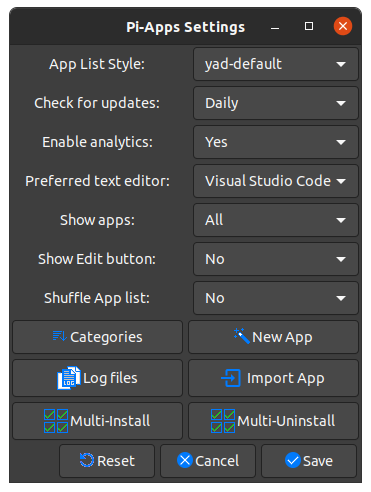 Pi-Apps Settings
App List Style: yad-default
Check for updates: Daily
Enable analytics: Yes
Preferred text editor: Visual Studio Code
Show apps: All
Show Edit button: No
Shuffle App list: No
Categories New App
Log files Import App
Multi-Install Multi-Uninstall
Reset Cancel Save